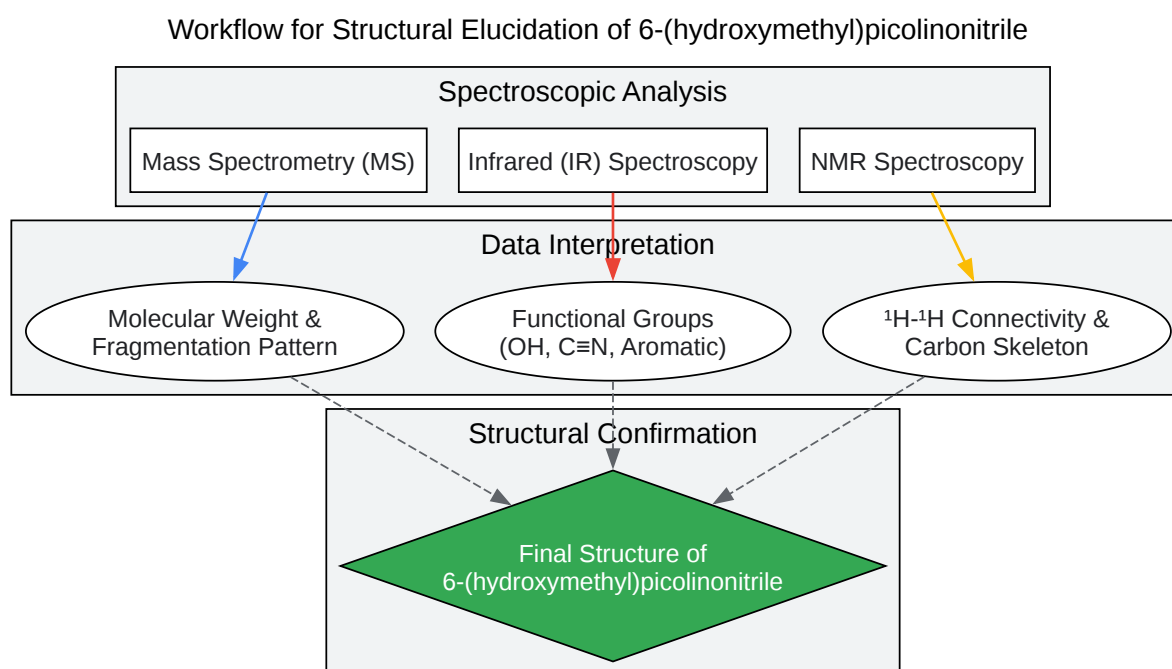 Workflow for Structural Elucidation of 6-(hydroxymethyl)picolinonitrile
Spectroscopic Analysis
Mass Spectrometry (MS)
Infrared (IR) Spectroscopy
NMR Spectroscopy
Data Interpretation
Molecular Weight &
Fragmentation Pattern
Functional Groups
(OH, C≡N, Aromatic)
¹H-¹H Connectivity &
Carbon Skeleton
Structural Confirmation
Final Structure of
6-(hydroxymethyl)picolinonitrile